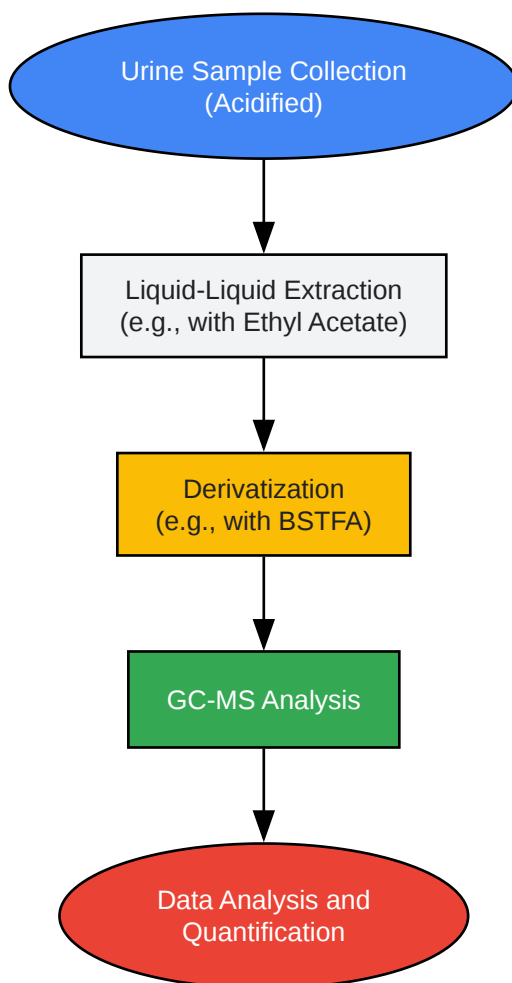 Urine Sample Collection
(Acidified)
Liquid-Liquid Extraction
(e.g., with Ethyl Acetate)
Derivatization
(e.g., with BSTFA)
GC-MS Analysis
Data Analysis and
Quantification